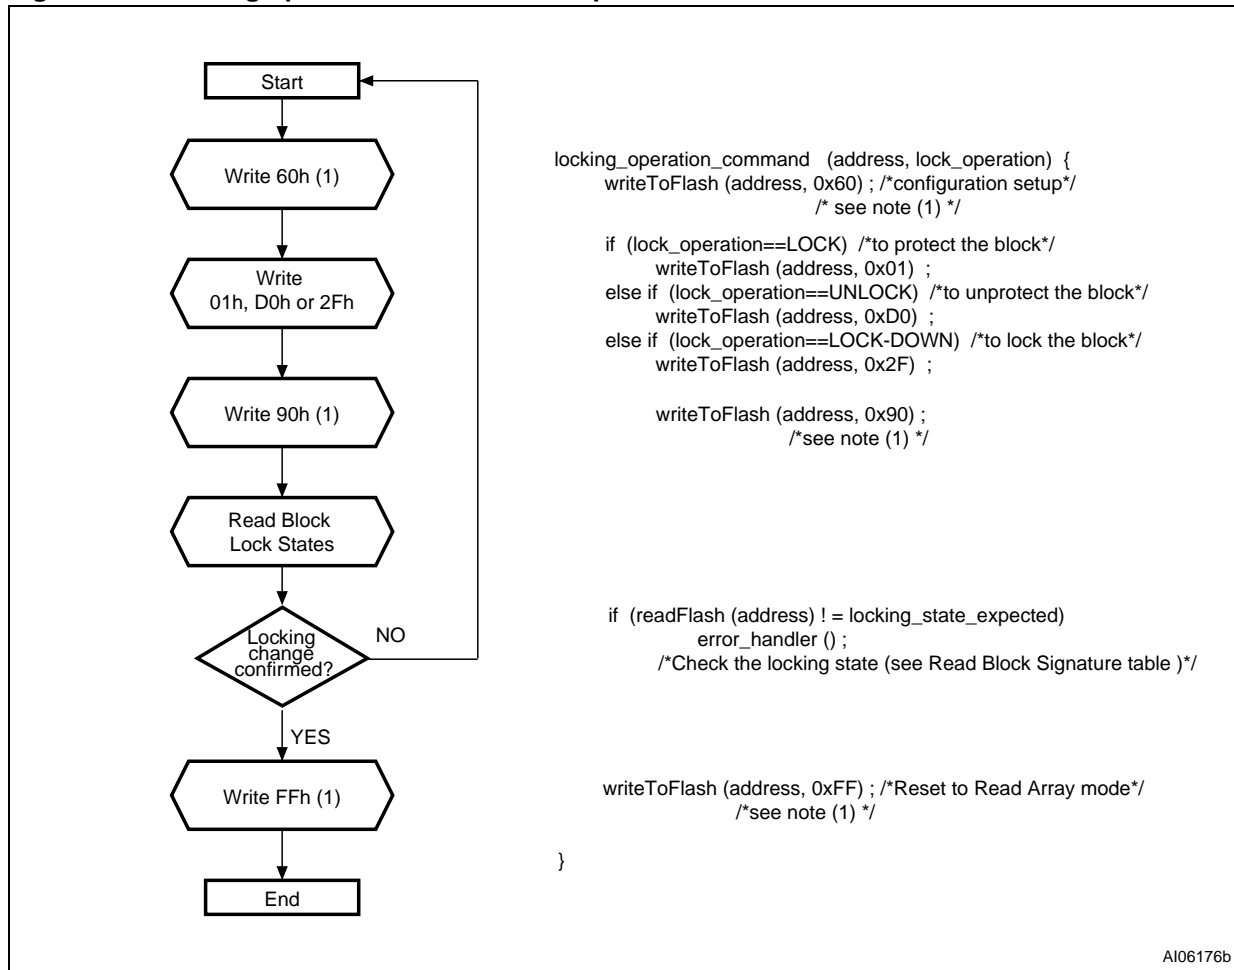 Start
Write 60h (1)
Write
01h, D0h or 2Fh
Write 90h (1)
Read Block
Lock States
Locking
change
confirmed?
NO
YES
Write FFh (1)
End
locking_operation_command (address, lock_operation) {
writeToFlash (address, 0x60) ; /*configuration setup*/
/* see note (1) */
if (lock_operation==LOCK) /*to protect the block*/
writeToFlash (address, 0x01) ;
else if (lock_operation==UNLOCK) /*to unprotect the block*/
writeToFlash (address, 0xD0) ;
else if (lock_operation==LOCK-DOWN) /*to lock the block*/
writeToFlash (address, 0x2F) ;
writeToFlash (address, 0x90) ;
/*see note (1) */
if (readFlash (address) ! = locking_state_expected)
error_handler () ;
/*Check the locking state (see Read Block Signature table )*/
writeToFlash (address, 0xFF) ; /*Reset to Read Array mode*/
/*see note (1) */
}
AI06176b